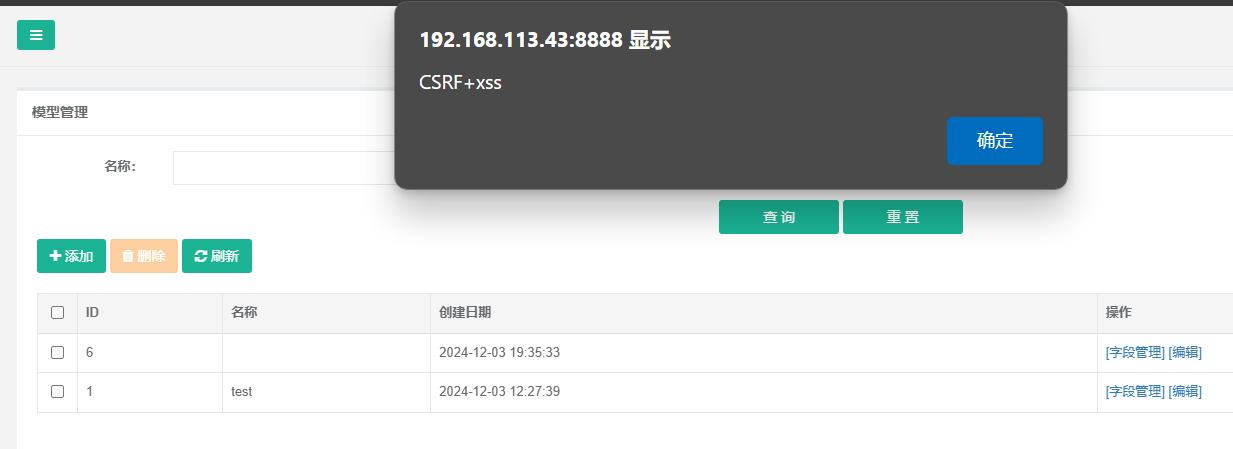 192.168.113.43:8888 显示
CSRF+xss
确定
模型管理
名称:
查 询 重 置
添加 删除 刷新
ID 名称 创建日期 操作
6 2024-12-03 19:35:33 [字段管理] [编辑]
1 test 2024-12-03 12:27:39 [字段管理] [编辑]